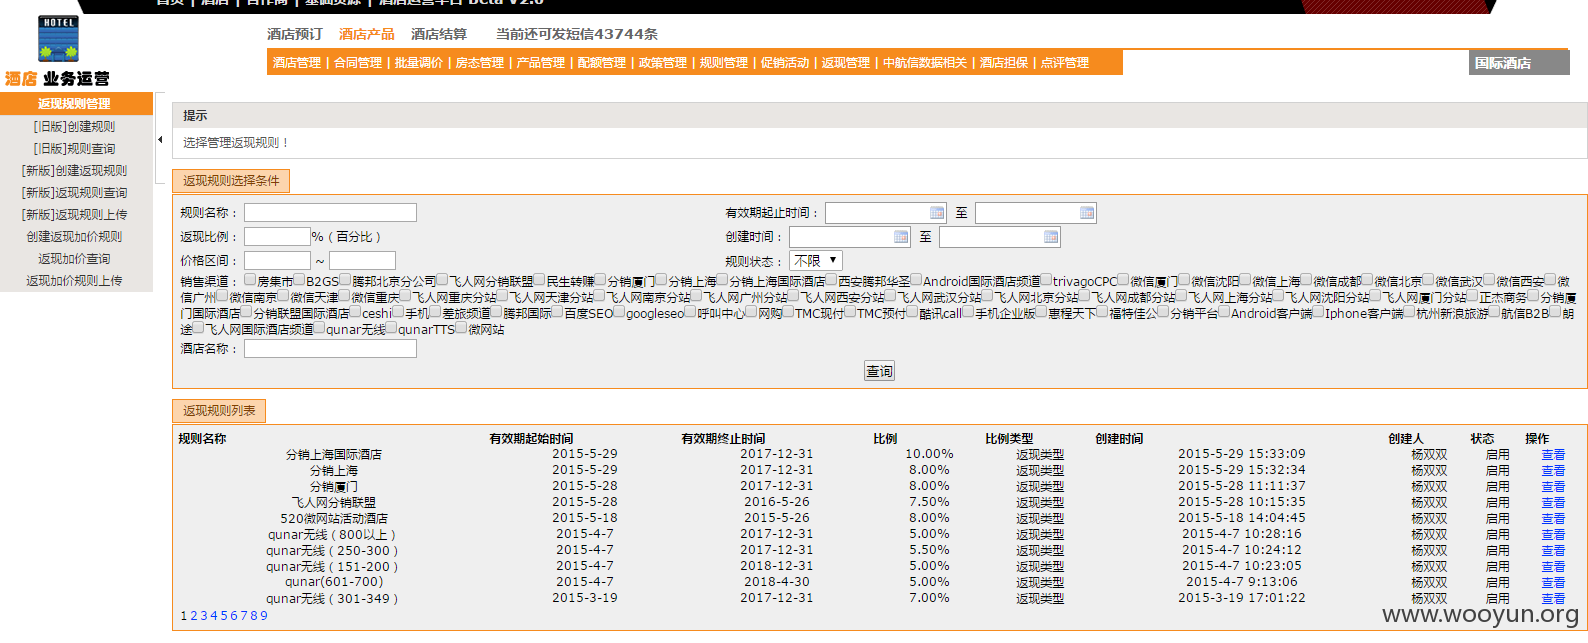 首页 | 酒店 | 合作商 | 基础资源 | 酒店运营平台 Beta V2.0
HOTEL
酒店 业务运营
酒店预订 酒店产品 酒店结算 当前还可发短信43744条
酒店管理 | 合同管理 | 批量调价 | 房态管理 | 产品管理 | 配额管理 | 政策管理 | 规则管理 | 促销活动 | 返现管理 | 中航信数据相关 | 酒店担保 | 点评管理
国际酒店
返现规则管理
[旧版]创建规则
[旧版]规则查询
[新版]创建返现规则
[新版]返现规则查询
[新版]返现规则上传
创建返现加价规则
返现加价查询
返现加价规则上传
提示
选择管理返现规则！
返现规则选择条件
规则名称： 有效期起止时间： 至
返现比例： %（百分比） 创建时间： 至
价格区间： ~ 规则状态： 不限
销售渠道： 房集市 B2GS 腾邦北京分公司 飞人网分销联盟 民生转赚 分销厦门 分销上海 分销上海国际酒店 西安腾邦华圣 Android国际酒店频道 trivagoCPC 微信厦门 微信沈阳 微信上海 微信成都 微信北京 微信武汉 微信西安 微
信广州 微信南京 微信天津 微信重庆 飞人网重庆分站 飞人网天津分站 飞人网南京分站 飞人网广州分站 飞人网西安分站 飞人网武汉分站 飞人网北京分站 飞人网成都分站 飞人网上海分站 飞人网沈阳分站 飞人网厦门分站 正杰商务 分销厦
门国际酒店 分销联盟国际酒店 ceshi 手机 差旅频道 腾邦国际 百度SEO googleseo 呼叫中心 网购 TMC现付 TMC预付 酷讯call 手机企业版 惠程天下 福特佳公 分销平台 Android客户端 Iphone客户端 杭州新浪旅游 航信B2B 朗
途 飞人网国际酒店频道 qunar无线 qunarTTS 微网站
酒店名称：
查询
返现规则列表
规则名称 有效期起始时间 有效期终止时间 比例 比例类型 创建时间 创建人 状态 操作
分销上海国际酒店 2015-5-29 2017-12-31 10.00% 返现类型 2015-5-29 15:33:09 杨双双 启用 查看
分销上海 2015-5-29 2017-12-31 8.00% 返现类型 2015-5-29 15:32:34 杨双双 启用 查看
分销厦门 2015-5-28 2017-12-31 8.00% 返现类型 2015-5-28 11:11:37 杨双双 启用 查看
飞人网分销联盟 2015-5-28 2016-5-26 7.50% 返现类型 2015-5-28 10:15:35 杨双双 启用 查看
520微网站活动酒店 2015-5-18 2015-5-26 8.00% 返现类型 2015-5-18 14:04:45 杨双双 启用 查看
qunar无线（800以上） 2015-4-7 2017-12-31 5.00% 返现类型 2015-4-7 10:28:16 杨双双 启用 查看
qunar无线（250-300） 2015-4-7 2017-12-31 5.50% 返现类型 2015-4-7 10:24:12 杨双双 启用 查看
qunar无线（151-200） 2015-4-7 2018-12-31 5.00% 返现类型 2015-4-7 10:23:05 杨双双 启用 查看
qunar(601-700) 2015-4-7 2018-4-30 5.00% 返现类型 2015-4-7 9:13:06 杨双双 启用 查看
qunar无线（301-349） 2015-3-19 2017-12-31 7.00% 返现类型 2015-3-19 17:01:22 杨双双 启用 查看
1 2 3 4 5 6 7 8 9
www.wooyun.org